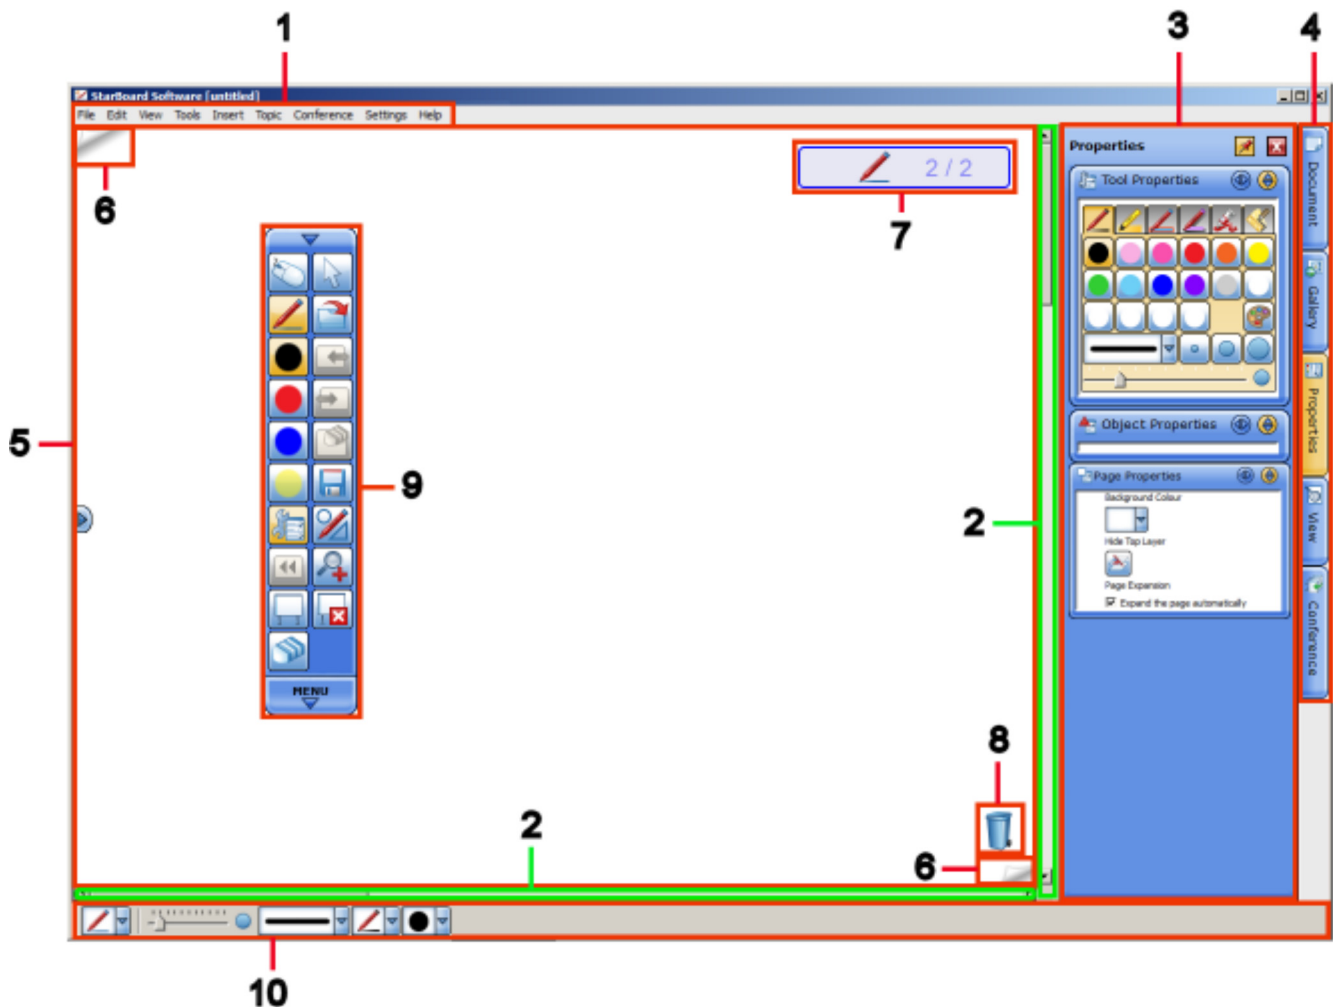 1
3
4
StarBoard Software [untitled]
File Edit View Tools Insert Topic Conference Settings Help
6
2 / 2
7
Properties
Tool Properties
Object Properties
Page Properties
Background Colour
Hide Top Layer
Page Expansion
Expand the page automatically
Document
Gallery
Properties
View
Conference
5
9
2
MENU
8
2
6
10